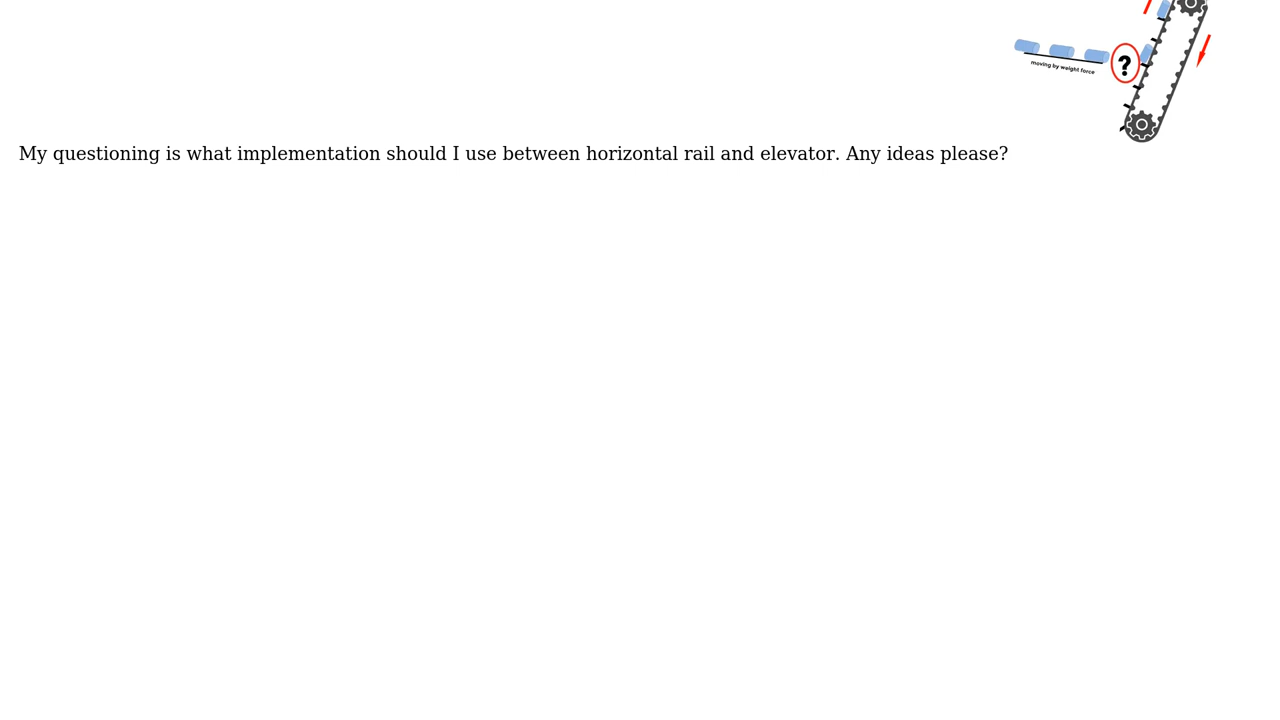 ?
moving by weight force
My questioning is what implementation should I use between horizontal rail and elevator. Any ideas please?